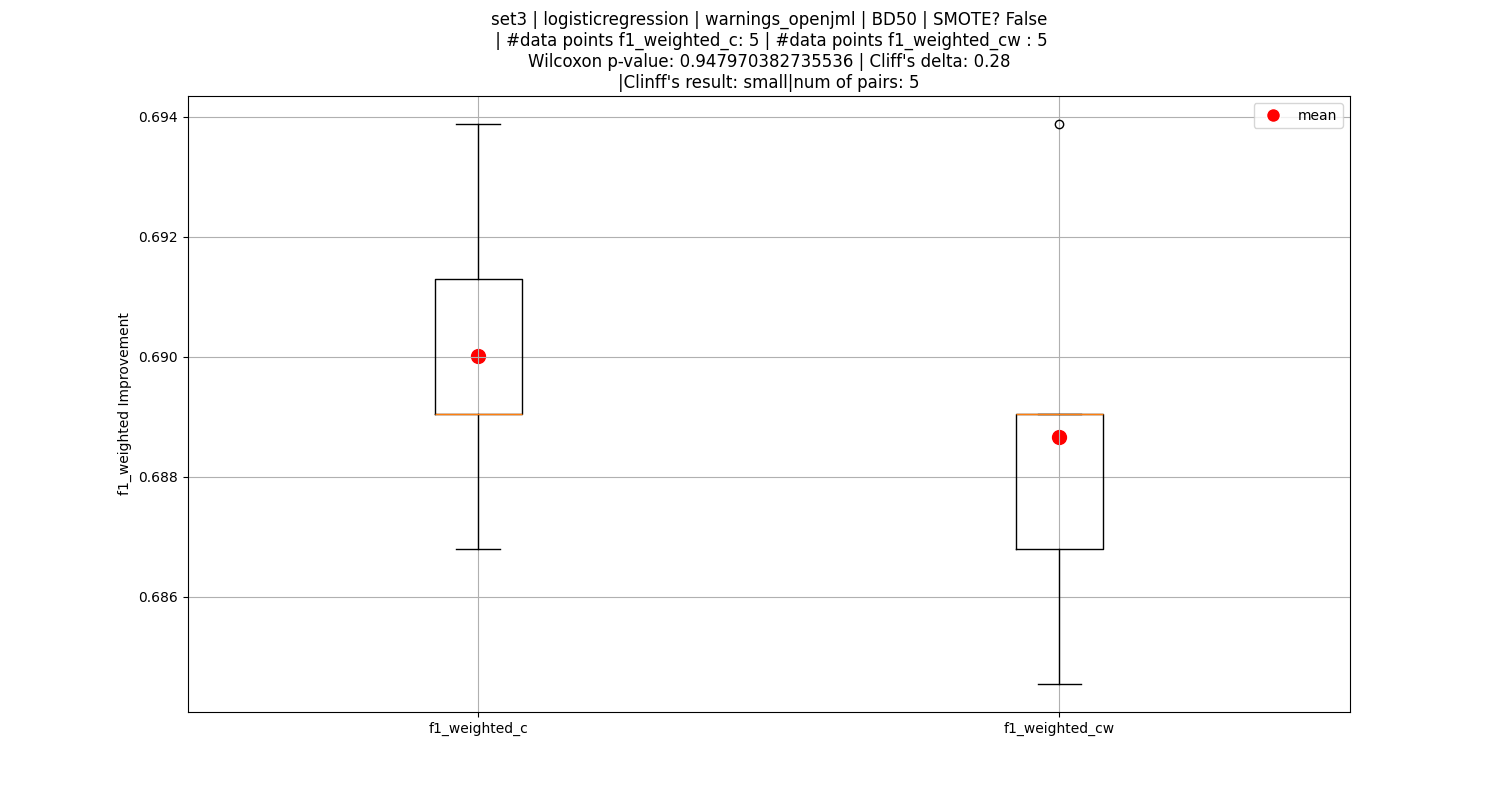 set3 | logisticregression | warnings_openjml | BD50 | SMOTE? False
| #data points f1_weighted_c: 5 | #data points f1_weighted_cw : 5
Wilcoxon p-value: 0.947970382735536 | Cliff's delta: 0.28
|Clinff's result: small|num of pairs: 5
mean
0.694
0.692
0.690
0.688
0.686
f1_weighted Improvement
f1_weighted_c
f1_weighted_cw